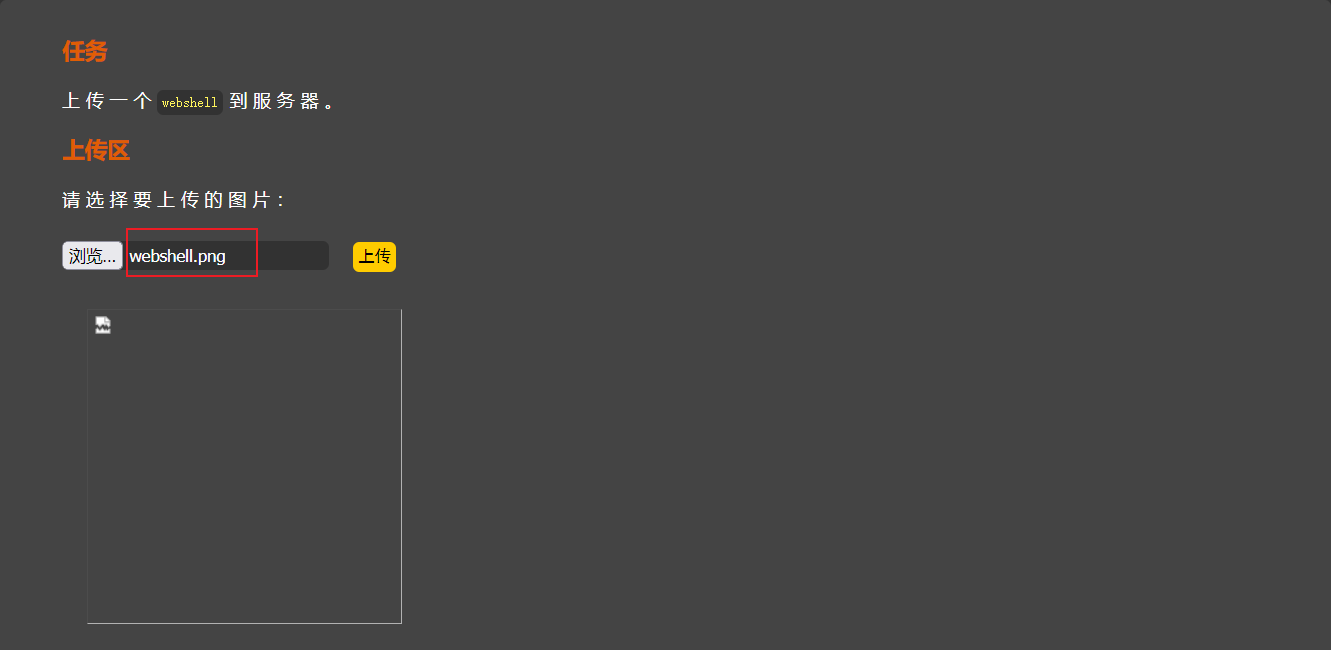 任务
上传一个 webshell 到服务器。
上传区
请选择要上传的图片：
浏览... webshell.png 上传